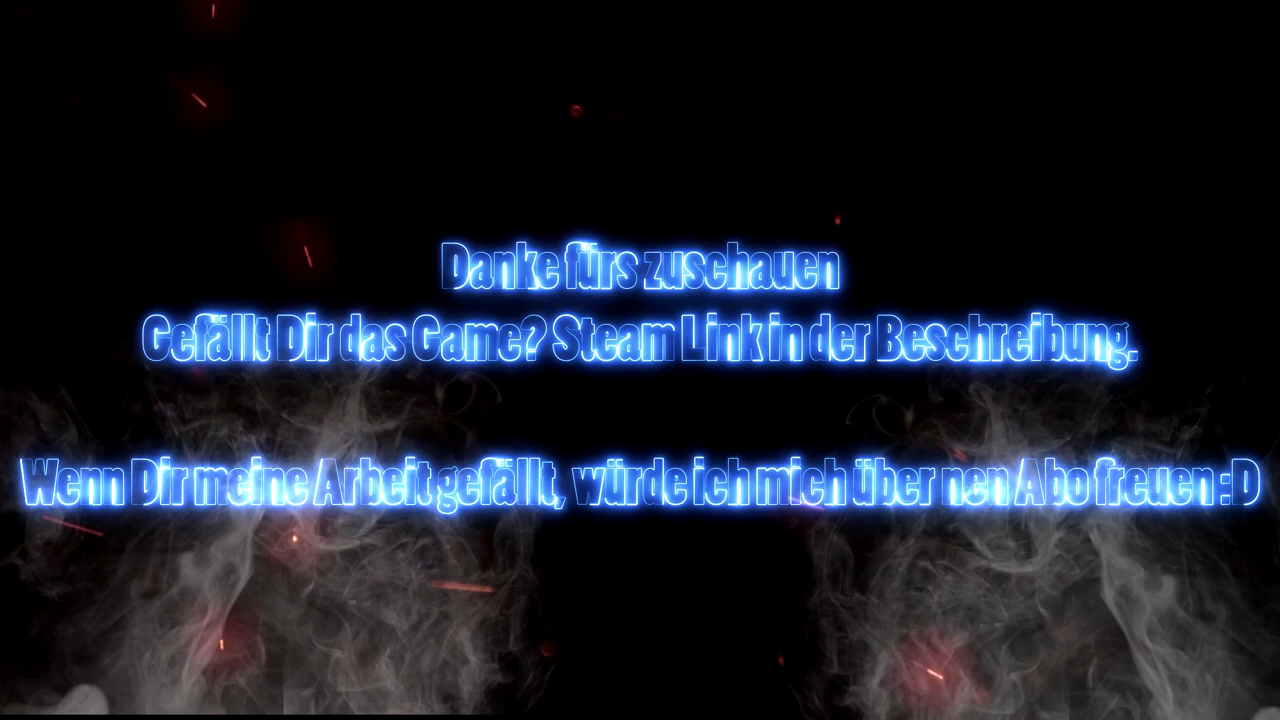 Danke fürs zuschauen
Gefällt Dir das Game? Steam Link in der Beschreibung.
Wenn Dir meine Arbeit gefällt, würde ich mich über nen Abo freuen :D